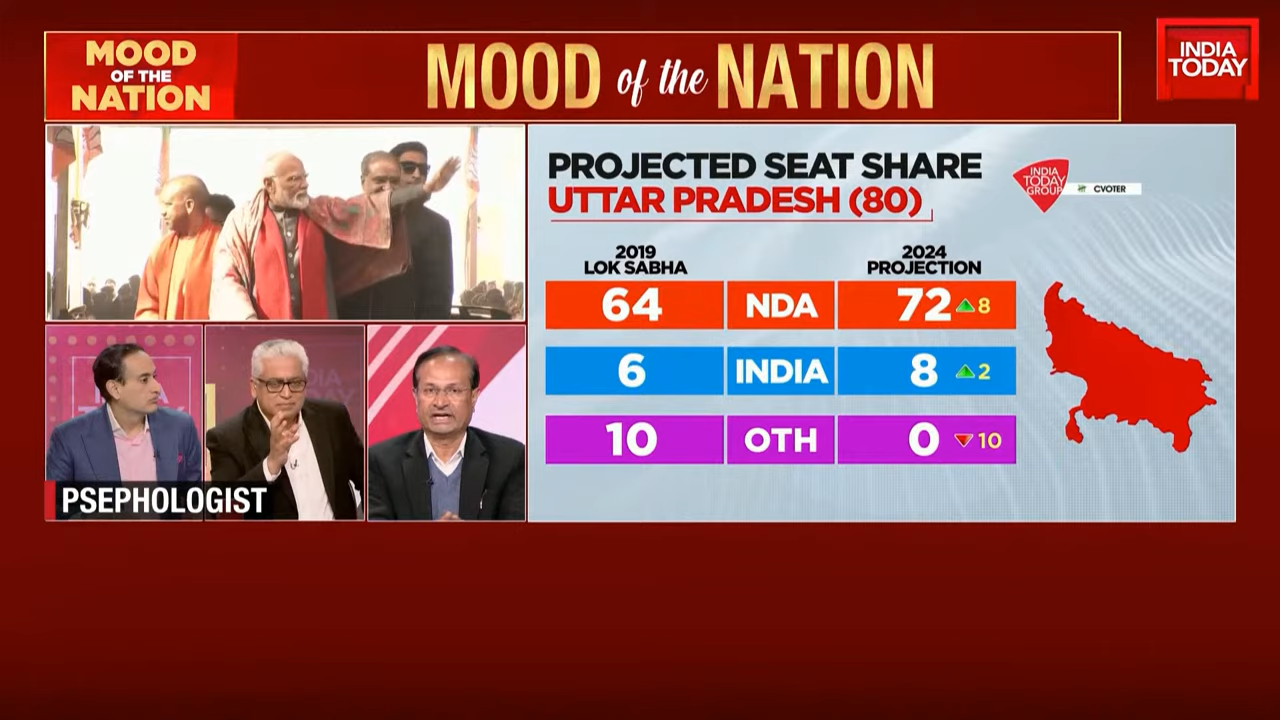 MOOD
OF THE
NATION
MOOD of the NATION
INDIA
TODAY
PROJECTED SEAT SHARE
UTTAR PRADESH (80)
INDIA
TODAY
GROUP
CVOTER
2019
LOK SABHA
2024
PROJECTION
64 NDA 72 8
6 INDIA 8 2
10 OTH 0 10
PSEPHOLOGIST